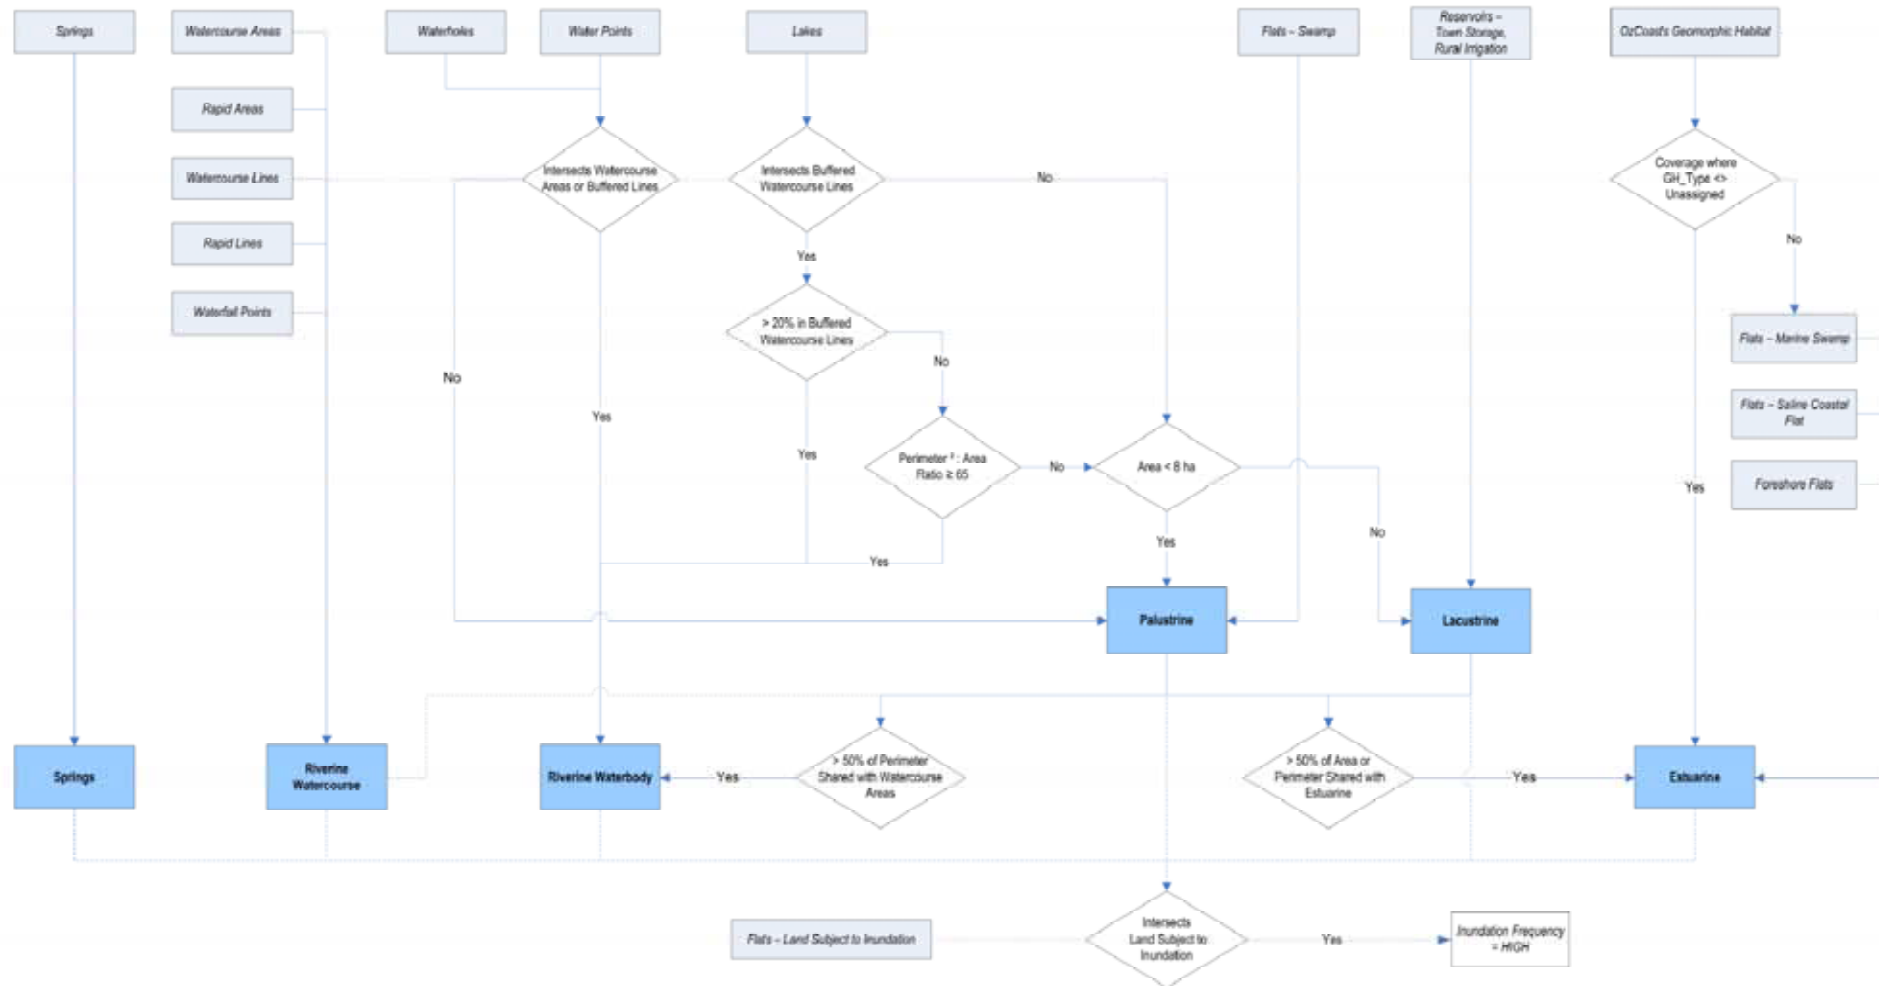 Springs
Watercourse Areas
Waterholes
Water Points
Lakes
Flats – Swamp
Reservoirs –
Town Storage,
Rural Irrigation
OzCoasts Geomorphic Habitat
Rapid Areas
Watercourse Lines
Rapid Lines
Waterfall Points
Intersects Watercourse
Areas or Buffered Lines
Intersects Buffered
Watercourse Lines
No
Coverage where
GH_Type <>
Unassigned
No
Yes
> 20% in Buffered
Watercourse Lines
No
Flats – Marine Swamp
Flats – Saline Coastal
Flat
Foreshore Flats
No
Yes
Yes
Perimeter ² : Area
Ratio ≥ 65
No
Area < 8 ha
Yes
No
Yes
Yes
Palustrine
Lacustrine
Springs
Riverine
Watercourse
Riverine Waterbody
Yes
> 50% of Perimeter
Shared with Watercourse
Areas
> 50% of Area or
Perimeter Shared with
Estuarine
Yes
Estuarine
Flats – Land Subject to Inundation
Intersects
Land Subject to
Inundation
Yes
Inundation Frequency
= HIGH